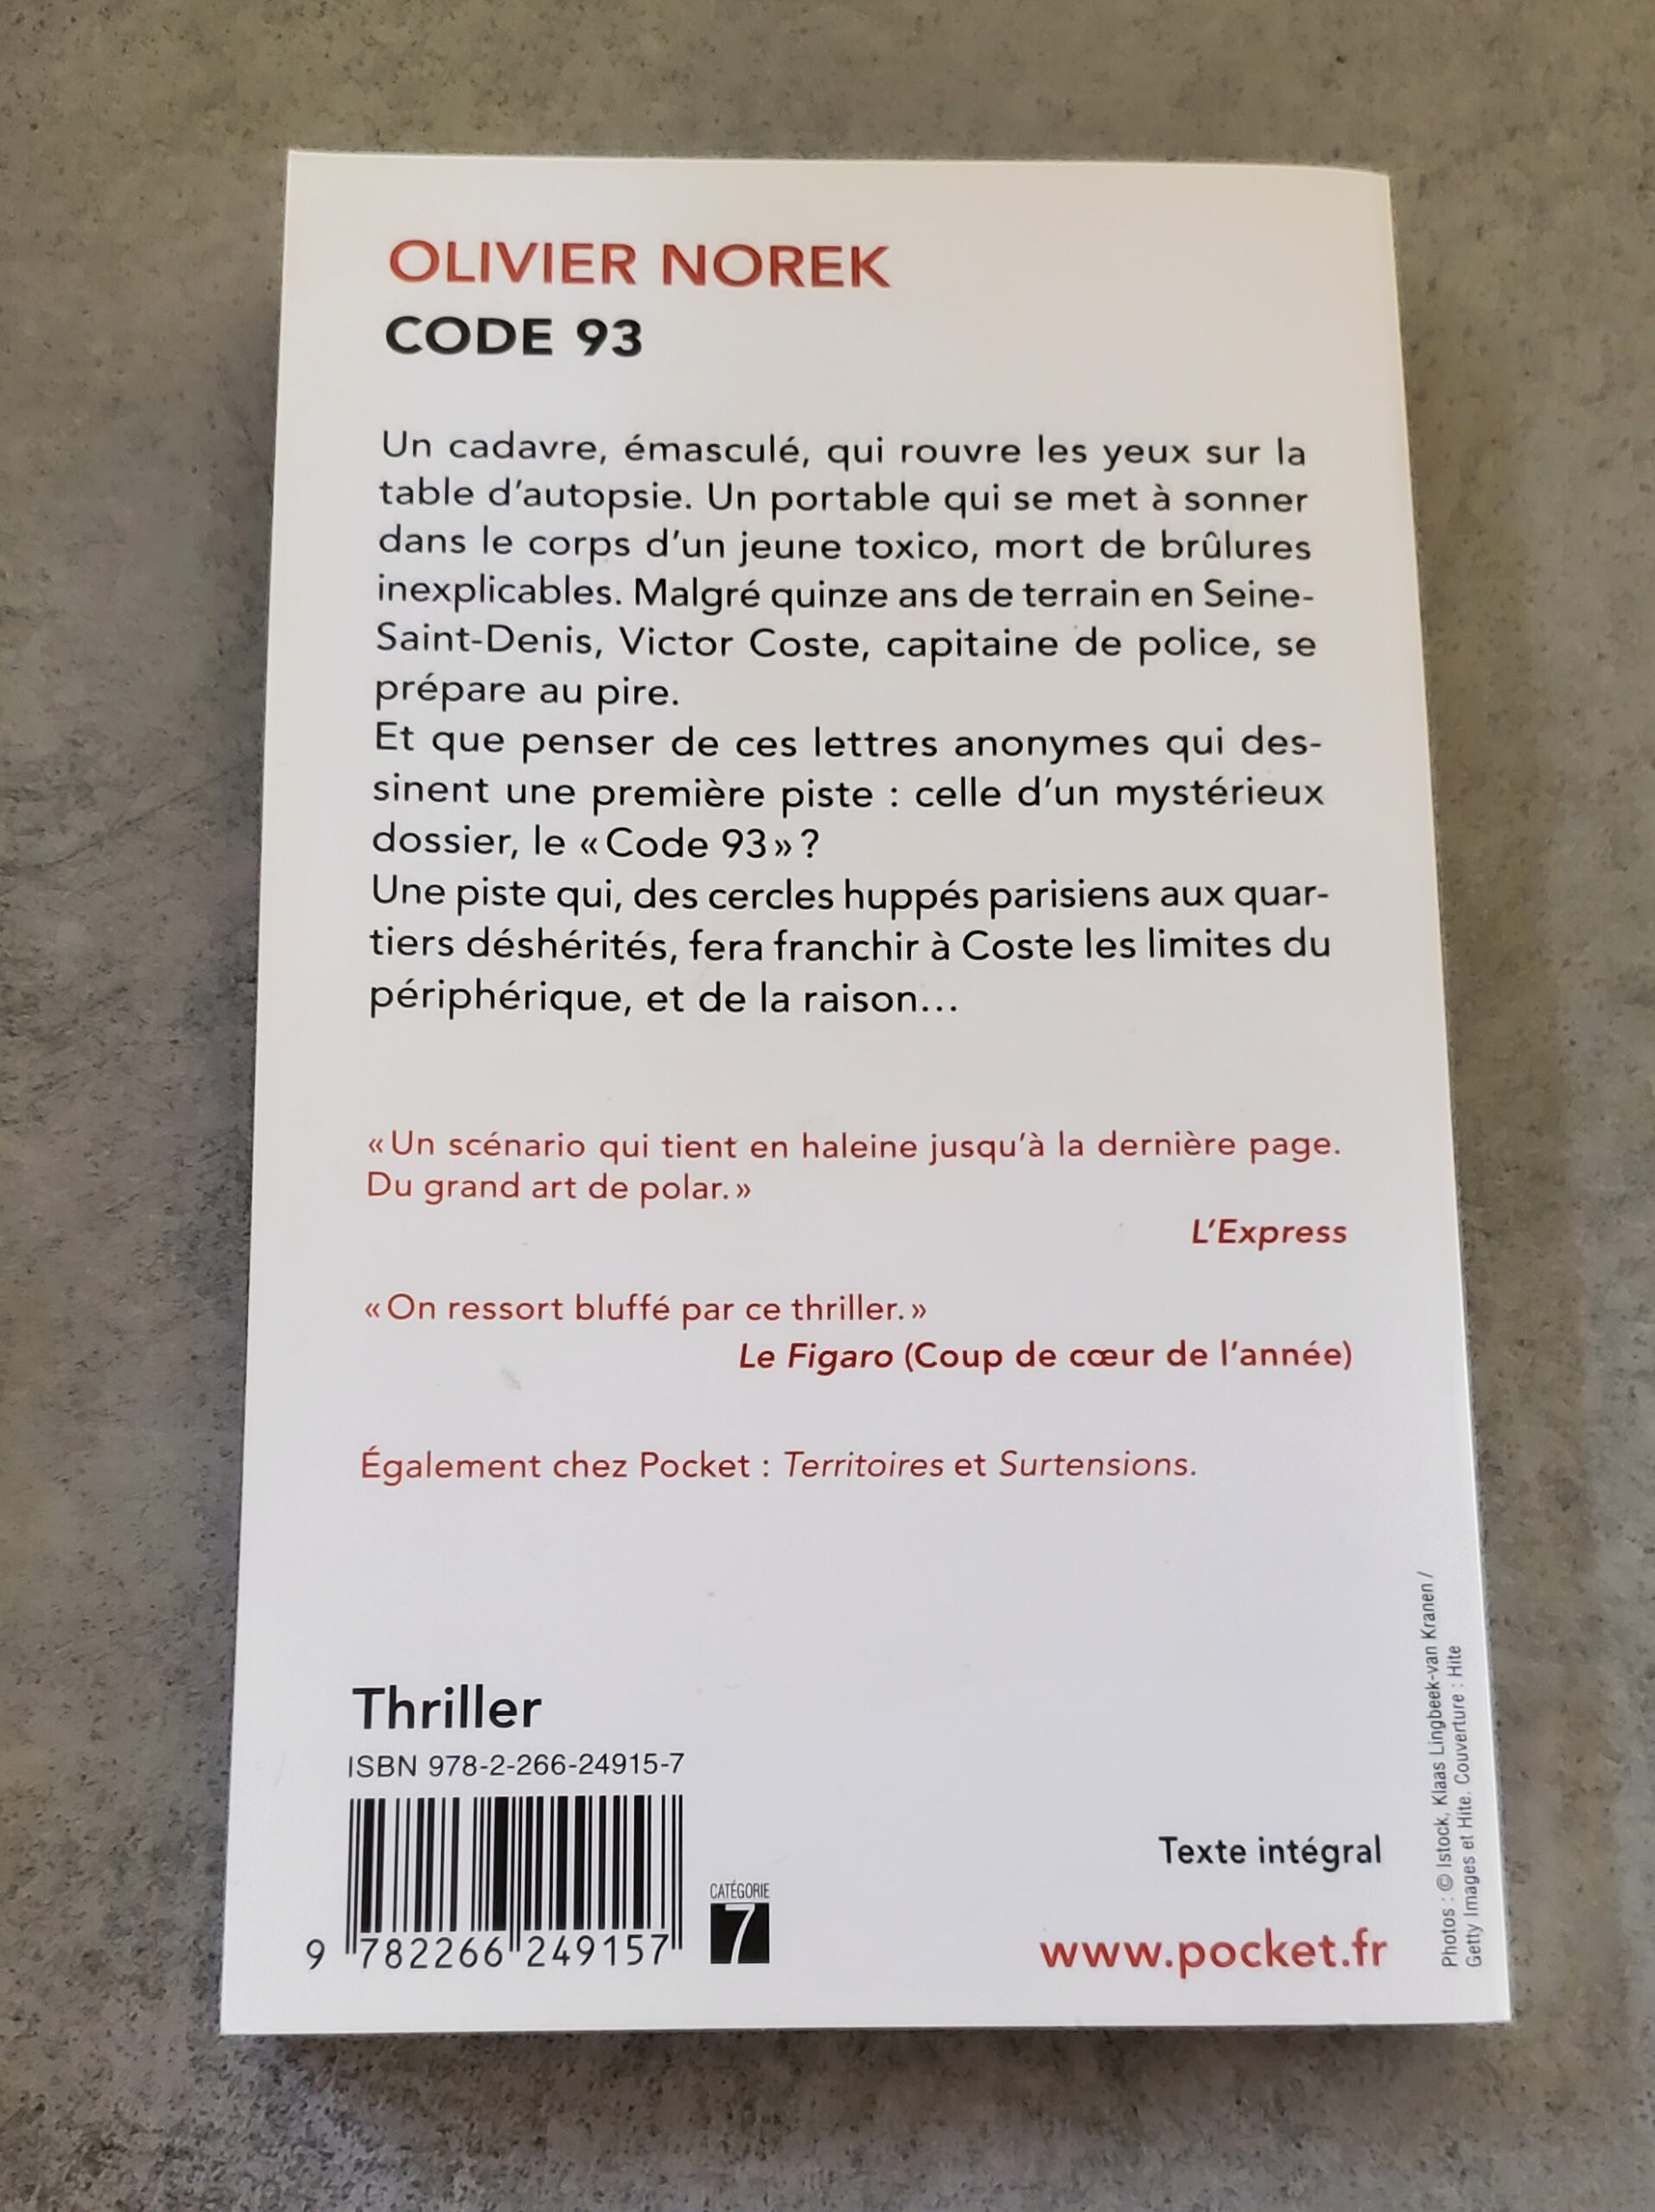 OLIVIER NOREK
CODE 93
Un cadavre, émasculé, qui rouvre les yeux sur la
table d'autopsie. Un portable qui se met à sonner
dans le corps d'un jeune toxico, mort de brûlures
inexplicables. Malgré quinze ans de terrain en Seine-
Saint-Denis, Victor Coste, capitaine de police, se
prépare au pire.
Et que penser de ces lettres anonymes qui des-
sinent une première piste : celle d'un mystérieux
dossier, le « Code 93 » ?
Une piste qui, des cercles huppés parisiens aux quar-
tiers déshérités, fera franchir à Coste les limites du
périphérique, et de la raison...
« Un scénario qui tient en haleine jusqu'à la dernière page.
Du grand art de polar. »
L'Express
« On ressort bluffé par ce thriller. »
Le Figaro (Coup de cœur de l'année)
Également chez Pocket : Territoires et Surtensions.
Thriller
ISBN 978-2-266-24915-7
9 782266 249157
CATÉGORIE
7
Texte intégral
www.pocket.fr
Photos : © Istock, Klaas Lingbeek-van Kranen /
Getty Images et Hite. Couverture : Hite